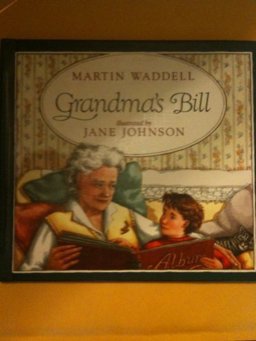 MARTIN WADDELL
Grandma's Bill
illustrated by
JANE JOHNSON
Album